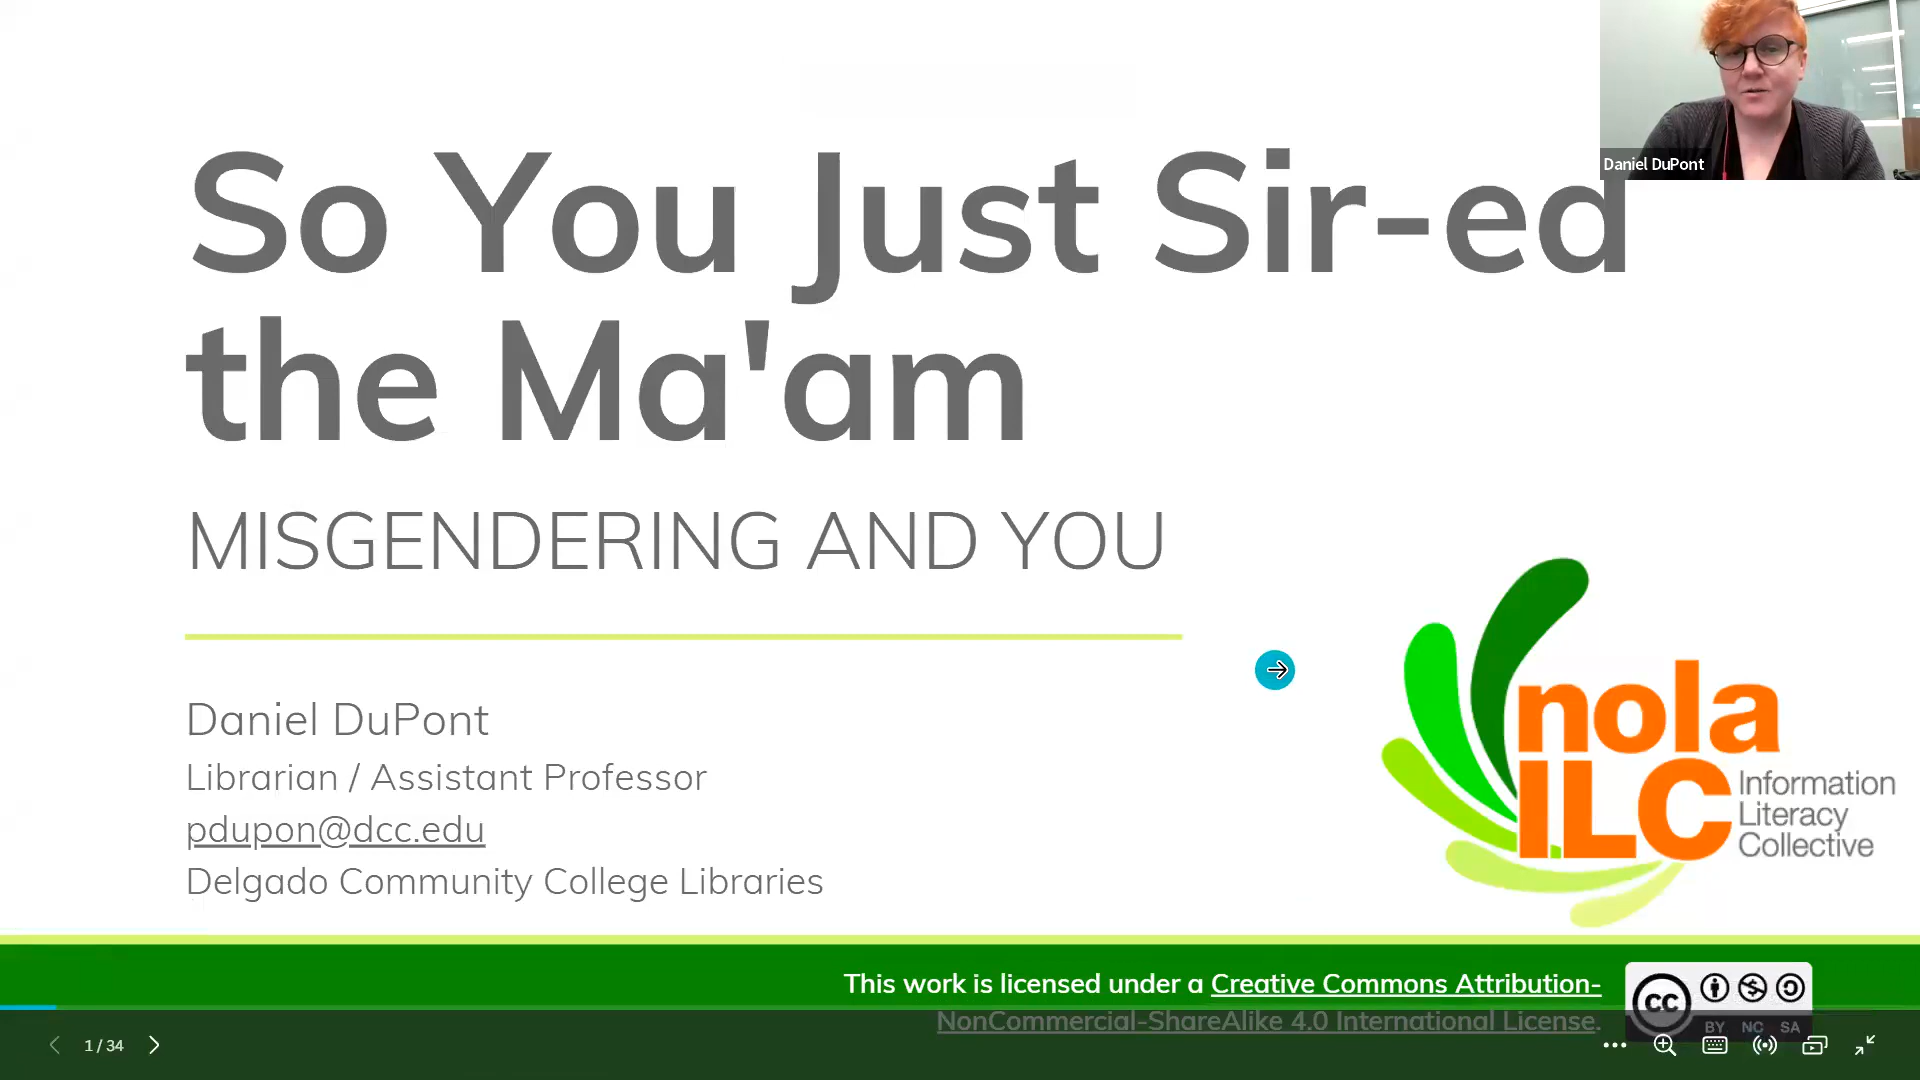 Daniel DuPont
So You Just Sir-ed
the Ma'am
MISGENDERING AND YOU
Daniel DuPont
Librarian / Assistant Professor
pdupon@dcc.edu
Delgado Community College Libraries
nola
ILC
Information
Literacy
Collective
This work is licensed under a Creative Commons Attribution-
NonCommercial-ShareAlike 4.0 International License.
cc
BY NC SA
1 / 34